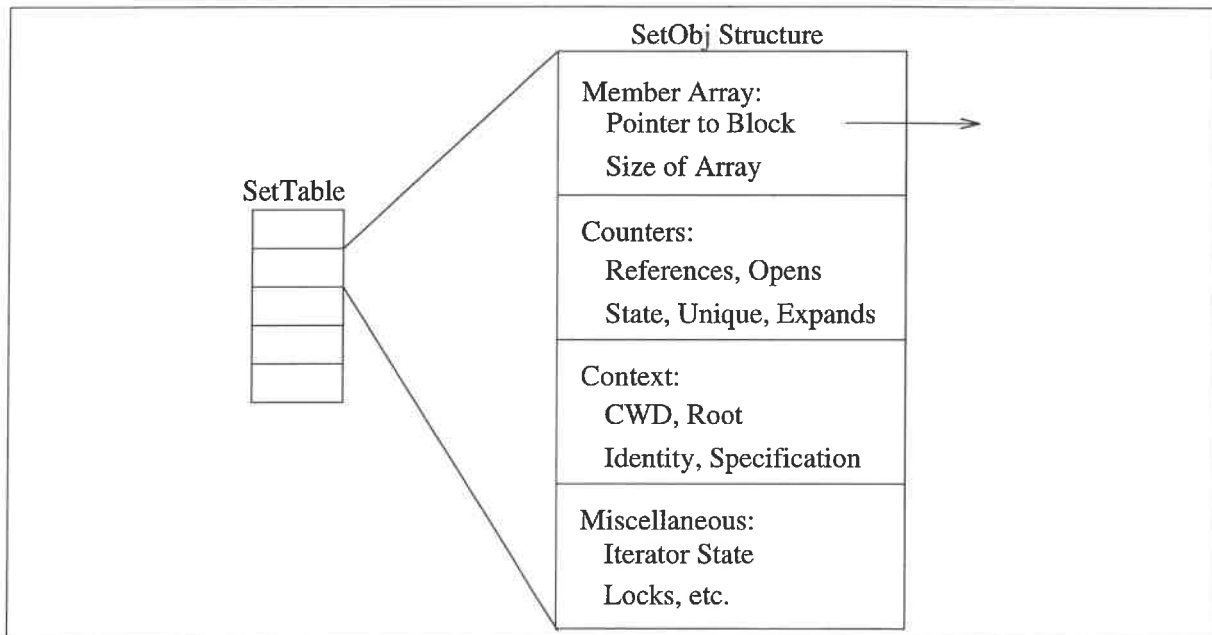 SetObj Structure
Member Array:
Pointer to Block
Size of Array
SetTable
Counters:
References, Opens
State, Unique, Expands
Context:
CWD, Root
Identity, Specification
Miscellaneous:
Iterator State
Locks, etc.